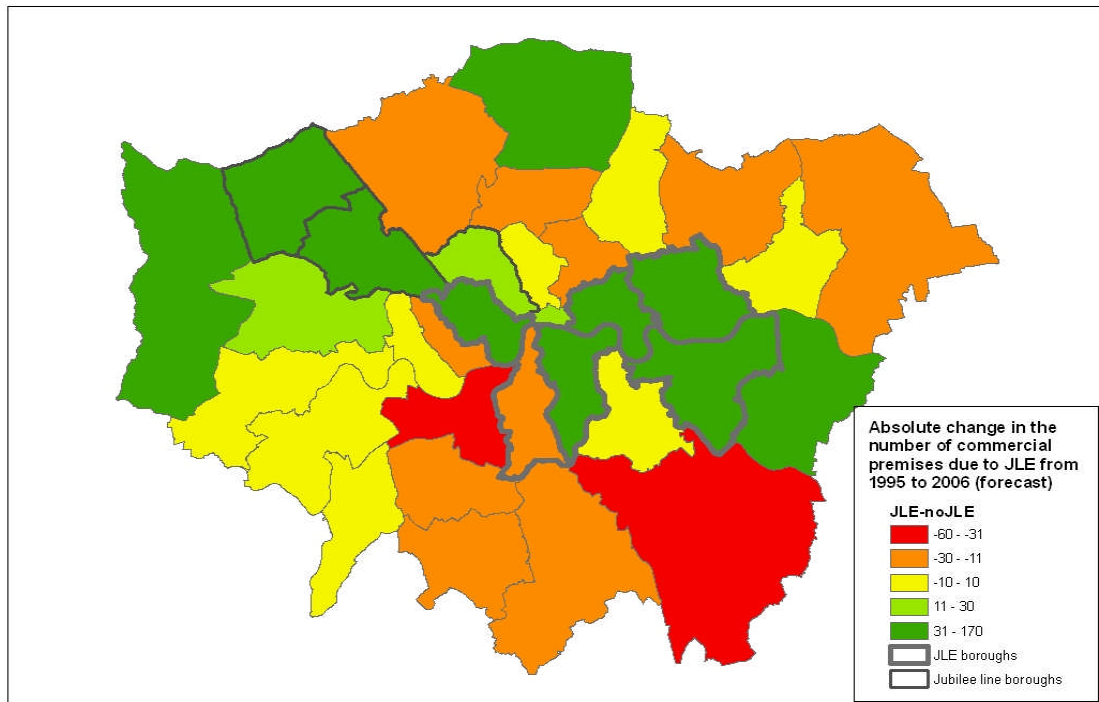 Absolute change in the
number of commercial
premises due to JLE from
1995 to 2006 (forecast)
JLE-noJLE
-60 - -31
-30 - -11
-10 - 10
11 - 30
31 - 170
JLE boroughs
Jubilee line boroughs